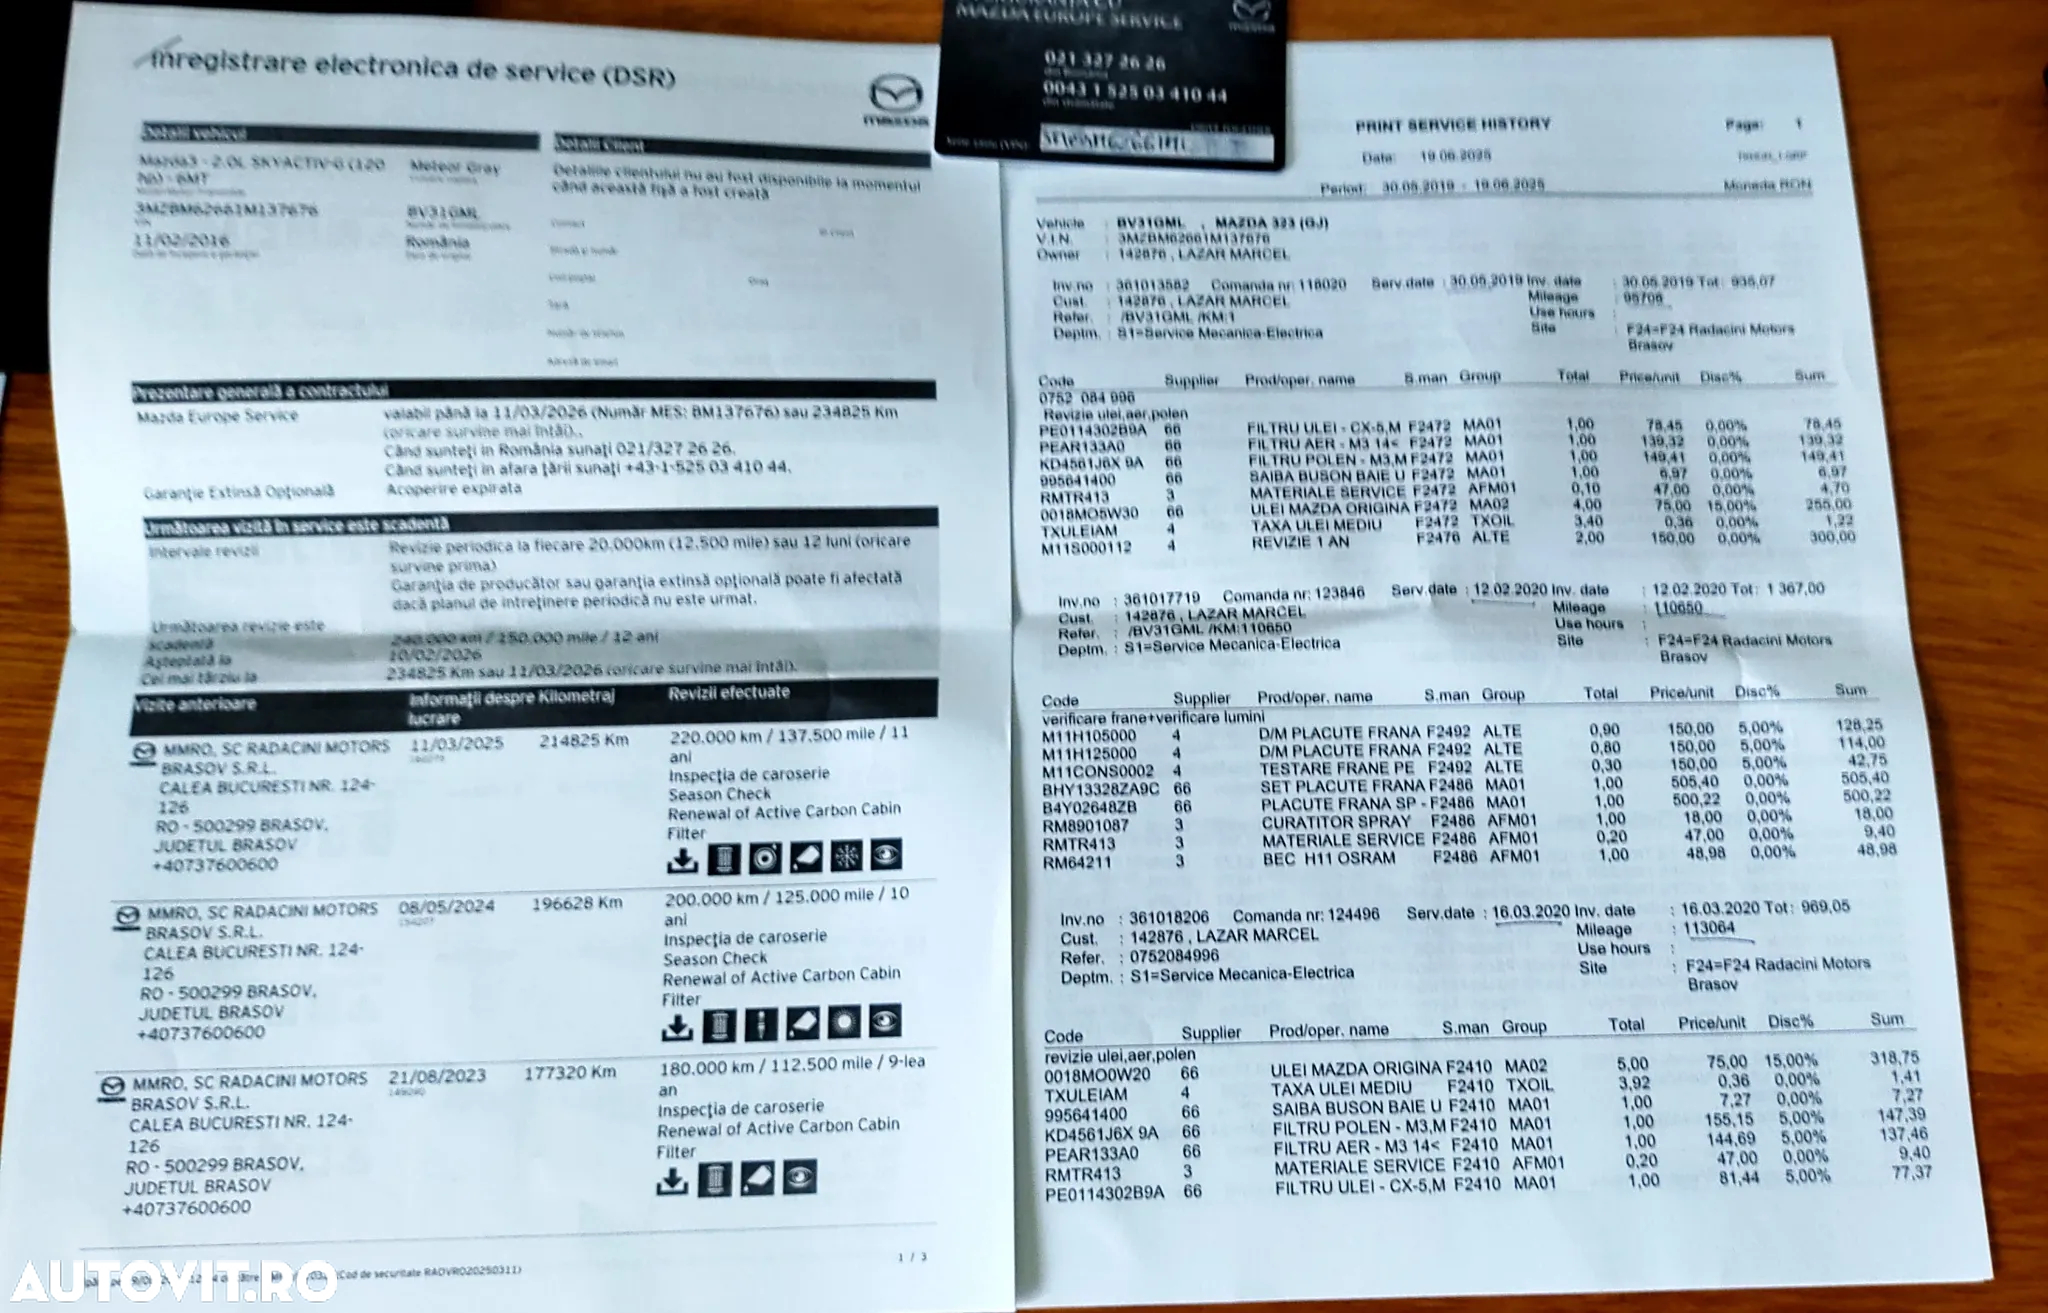 Înregistrare electronica de service (DSR)
mazda
Detalii vehicul
Mazda3 - 2.0L SKYACTIV-G (120
hp) - 6MT
Meteor Gray
3MZBM62661M137676
BV31GML
11/02/2016
România
Detalii Client
Detaliile clientului nu au fost disponibile la momentul
când această fișă a fost creată
Prezentare generală a contractului
Mazda Europe Service
valabil până la 11/03/2026 (Număr MES: BM137676) sau 234825 Km
(oricare survine mai întâi)..
Când sunteți in România sunați 021/327 26 26.
Când sunteți in afara țării sunați +43-1-525 03 410 44.
Garanție Extinsă Opțională
Acoperire expirata
Următoarea vizită în service este scadentă
Intervale revizii
Revizie periodica la fiecare 20.000km (12.500 mile) sau 12 luni (oricare
survine prima)
Garanția de producător sau garanția extinsă opțională poate fi afectată
dacă planul de întreținere periodică nu este urmat.
Următoarea revizie este
scadentă
240.000 km / 150.000 mile / 12 ani
Așteptată la
10/02/2026
Cel mai târziu la
234825 Km sau 11/03/2026 (oricare survine mai întâi).
Vizite anterioare
Informații despre Kilometraj
lucrare
Revizii efectuate
MMRO, SC RADACINI MOTORS
BRASOV S.R.L.
CALEA BUCURESTI NR. 124-
126
RO - 500299 BRASOV,
JUDETUL BRASOV
+40737600600
11/03/2025
214825 Km
220.000 km / 137.500 mile / 11
ani
Inspecția de caroserie
Season Check
Renewal of Active Carbon Cabin
Filter
MMRO, SC RADACINI MOTORS
BRASOV S.R.L.
CALEA BUCURESTI NR. 124-
126
RO - 500299 BRASOV,
JUDETUL BRASOV
+40737600600
08/05/2024
196628 Km
200.000 km / 125.000 mile / 10
ani
Inspecția de caroserie
Season Check
Renewal of Active Carbon Cabin
Filter
MMRO, SC RADACINI MOTORS
BRASOV S.R.L.
CALEA BUCURESTI NR. 124-
126
RO - 500299 BRASOV,
JUDETUL BRASOV
+40737600600
21/08/2023
177320 Km
180.000 km / 112.500 mile / 9-lea
an
Inspecția de caroserie
Renewal of Active Carbon Cabin
Filter
1 / 3
(Cod de securitate RADVRO20250311)
AUTOVIT.RO
MAZDA EUROPE SERVICE
021 327 26 26
0043 1 525 03 410 44
PRINT SERVICE HISTORY
Page: 1
Date: 19.06.2025
Period: 30.05.2019 - 19.06.2025
Moneda RON
Vehicle : BV31GML , MAZDA 323 (GJ)
V.I.N. : 3MZBM62661M137676
Owner : 142876 , LAZAR MARCEL
Inv.no : 361013582 Comanda nr: 118020 Serv.date : 30.05.2019 Inv. date : 30.05.2019 Tot: 935,07
Cust. : 142876 , LAZAR MARCEL Mileage : 95706
Refer. : /BV31GML /KM:1 Use hours :
Deptm. : S1=Service Mecanica-Electrica Site : F24=F24 Radacini Motors
Brasov
Code Supplier Prod/oper. name S.man Group Total Price/unit Disc% Sum
0752 084 996
Revizie ulei,aer,polen
PE0114302B9A 66 FILTRU ULEI - CX-5,M F2472 MA01 1,00 78,45 0,00% 78,45
PEAR133A0 66 FILTRU AER - M3 14< F2472 MA01 1,00 139,32 0,00% 139,32
KD4561J6X 9A 66 FILTRU POLEN - M3,M F2472 MA01 1,00 149,41 0,00% 149,41
995641400 66 SAIBA BUSON BAIE U F2472 MA01 1,00 6,97 0,00% 6,97
RMTR413 3 MATERIALE SERVICE F2472 AFM01 0,10 47,00 0,00% 4,70
0018MO5W30 66 ULEI MAZDA ORIGINA F2472 MA02 4,00 75,00 15,00% 255,00
TXULEIAM 4 TAXA ULEI MEDIU F2472 TXOIL 3,40 0,36 0,00% 1,22
M11S000112 4 REVIZIE 1 AN F2476 ALTE 2,00 150,00 0,00% 300,00
Inv.no : 361017719 Comanda nr: 123846 Serv.date : 12.02.2020 Inv. date : 12.02.2020 Tot: 1 367,00
Cust. : 142876 , LAZAR MARCEL Mileage : 110650
Refer. : /BV31GML /KM:110650 Use hours :
Deptm. : S1=Service Mecanica-Electrica Site : F24=F24 Radacini Motors
Brasov
Code Supplier Prod/oper. name S.man Group Total Price/unit Disc% Sum
verificare frane+verificare lumini
M11H105000 4 D/M PLACUTE FRANA F2492 ALTE 0,90 150,00 5,00% 128,25
M11H125000 4 D/M PLACUTE FRANA F2492 ALTE 0,80 150,00 5,00% 114,00
M11CONS0002 4 TESTARE FRANE PE F2492 ALTE 0,30 150,00 5,00% 42,75
BHY13328ZA9C 66 SET PLACUTE FRANA F2486 MA01 1,00 505,40 0,00% 505,40
B4Y02648ZB 66 PLACUTE FRANA SP - F2486 MA01 1,00 500,22 0,00% 500,22
RM8901087 3 CURATITOR SPRAY F2486 AFM01 1,00 18,00 0,00% 18,00
RMTR413 3 MATERIALE SERVICE F2486 AFM01 0,20 47,00 0,00% 9,40
RM64211 3 BEC H11 OSRAM F2486 AFM01 1,00 48,98 0,00% 48,98
Inv.no : 361018206 Comanda nr: 124496 Serv.date : 16.03.2020 Inv. date : 16.03.2020 Tot: 969,05
Cust. : 142876 , LAZAR MARCEL Mileage : 113064
Refer. : 0752084996 Use hours :
Deptm. : S1=Service Mecanica-Electrica Site : F24=F24 Radacini Motors
Brasov
Code Supplier Prod/oper. name S.man Group Total Price/unit Disc% Sum
revizie ulei,aer,polen
0018MO0W20 66 ULEI MAZDA ORIGINA F2410 MA02 5,00 75,00 15,00% 318,75
TXULEIAM 4 TAXA ULEI MEDIU F2410 TXOIL 3,92 0,36 0,00% 1,41
995641400 66 SAIBA BUSON BAIE U F2410 MA01 1,00 7,27 0,00% 7,27
KD4561J6X 9A 66 FILTRU POLEN - M3,M F2410 MA01 1,00 155,15 5,00% 147,39
PEAR133A0 66 FILTRU AER - M3 14< F2410 MA01 1,00 144,69 5,00% 137,46
RMTR413 3 MATERIALE SERVICE F2410 AFM01 0,20 47,00 0,00% 9,40
PE0114302B9A 66 FILTRU ULEI - CX-5,M F2410 MA01 1,00 81,44 5,00% 77,37